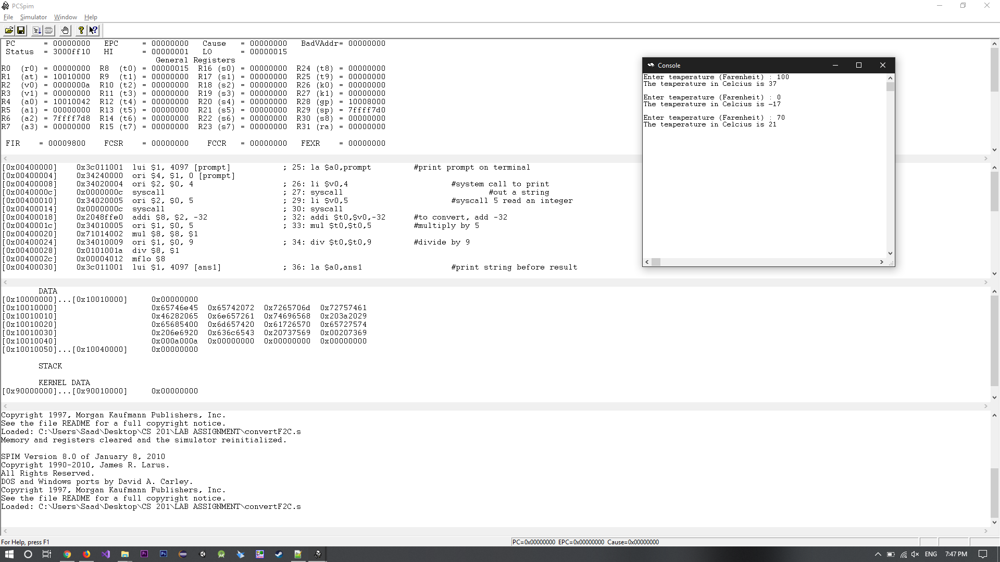 PCSpim
File Simulator Window Help
PC = 00000000 EPC = 00000000 Cause = 00000000 BadVAddr= 00000000
Status = 3000ff10 HI = 00000001 LO = 00000015
General Registers
R0 (r0) = 00000000 R8 (t0) = 00000015 R16 (s0) = 00000000 R24 (t8) = 00000000
R1 (at) = 10010000 R9 (t1) = 00000000 R17 (s1) = 00000000 R25 (t9) = 00000000
R2 (v0) = 0000000a R10 (t2) = 00000000 R18 (s2) = 00000000 R26 (k0) = 00000000
R3 (v1) = 00000000 R11 (t3) = 00000000 R19 (s3) = 00000000 R27 (k1) = 00000000
R4 (a0) = 10010042 R12 (t4) = 00000000 R20 (s4) = 00000000 R28 (gp) = 10008000
R5 (a1) = 00000000 R13 (t5) = 00000000 R21 (s5) = 00000000 R29 (sp) = 7ffff7d0
R6 (a2) = 7ffff7d8 R14 (t6) = 00000000 R22 (s6) = 00000000 R30 (s8) = 00000000
R7 (a3) = 00000000 R15 (t7) = 00000000 R23 (s7) = 00000000 R31 (ra) = 00000000
FIR = 00009800 FCSR = 00000000 FCCR = 00000000 FEXR = 00000000
Console
Enter temperature (Farenheit) : 100
The temperature in Celcius is 37
Enter temperature (Farenheit) : 0
The temperature in Celcius is -17
Enter temperature (Farenheit) : 70
The temperature in Celcius is 21
[0x00400000] 0x3c011001 lui $1, 4097 [prompt] ; 25: la $a0,prompt #print prompt on terminal
[0x00400004] 0x34240000 ori $4, $1, 0 [prompt]
[0x00400008] 0x34020004 ori $2, $0, 4 ; 26: li $v0,4 #system call to print
[0x0040000c] 0x0000000c syscall ; 27: syscall #out a string
[0x00400010] 0x34020005 ori $2, $0, 5 ; 29: li $v0,5 #syscall 5 read an integer
[0x00400014] 0x0000000c syscall ; 30: syscall
[0x00400018] 0x2048ffe0 addi $8, $2, -32 ; 32: addi $t0,$v0,-32 #to convert, add -32
[0x0040001c] 0x34010005 ori $1, $0, 5 ; 33: mul $t0,$t0,5 #multiply by 5
[0x00400020] 0x71014002 mul $8, $8, $1
[0x00400024] 0x34010009 ori $1, $0, 9 ; 34: div $t0,$t0,9 #divide by 9
[0x00400028] 0x0101001a div $8, $1
[0x0040002c] 0x00004012 mflo $8
[0x00400030] 0x3c011001 lui $1, 4097 [ans1] ; 36: la $a0,ans1 #print string before result
DATA
[0x10000000]...[0x10010000] 0x00000000
[0x10010000] 0x65746e45 0x65742072 0x7265706d 0x72757461
[0x10010010] 0x46282065 0x6e657261 0x74696568 0x203a2029
[0x10010020] 0x65685400 0x6d657420 0x61726570 0x65727574
[0x10010030] 0x206e6920 0x636c6543 0x20737569 0x00207369
[0x10010040] 0x000a000a 0x00000000 0x00000000 0x00000000
[0x10010050]...[0x10040000] 0x00000000
STACK
KERNEL DATA
[0x90000000]...[0x90010000] 0x00000000
Copyright 1997, Morgan Kaufmann Publishers, Inc.
See the file README for a full copyright notice.
Loaded: C:\Users\Saad\Desktop\CS 201\LAB ASSIGNMENT\convertF2C.s
Memory and registers cleared and the simulator reinitialized.
SPIM Version 8.0 of January 8, 2010
Copyright 1990-2010, James R. Larus.
All Rights Reserved.
DOS and Windows ports by David A. Carley.
Copyright 1997, Morgan Kaufmann Publishers, Inc.
See the file README for a full copyright notice.
Loaded: C:\Users\Saad\Desktop\CS 201\LAB ASSIGNMENT\convertF2C.s
For Help, press F1
PC=0x00000000 EPC=0x00000000 Cause=0x00000000
ENG 7:47 PM